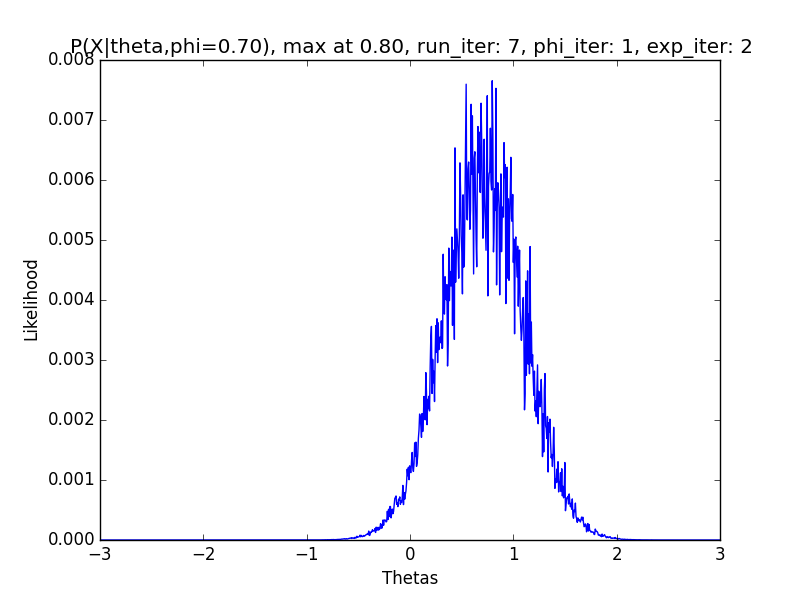 P(X|theta,phi=0.70), max at 0.80, run_iter: 7, phi_iter: 1, exp_iter: 2
0.008
0.007
0.006
0.005
0.004
0.003
0.002
0.001
0.000
Likelihood
−3 −2 −1 0 1 2 3
Thetas